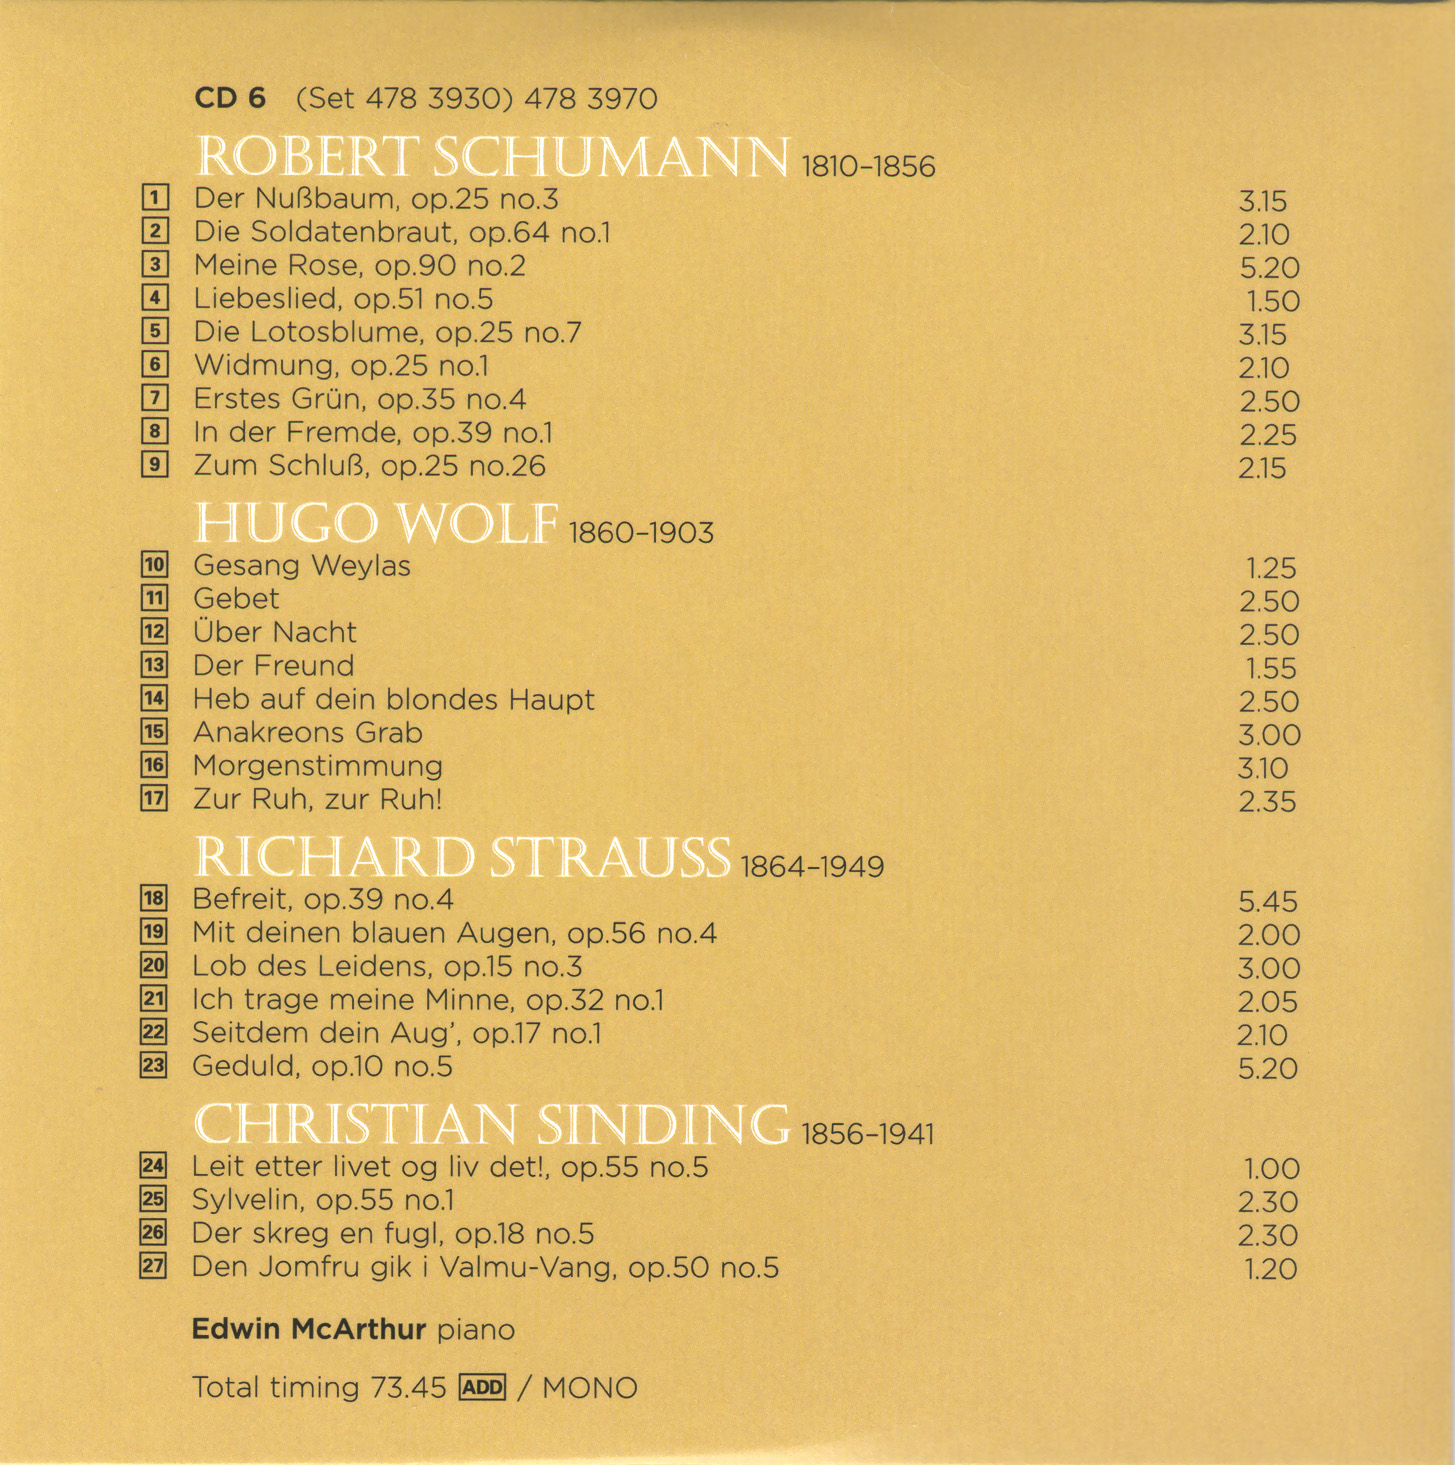 CD 6 (Set 478 3930) 478 3970
ROBERT SCHUMANN 1810–1856
1 Der Nußbaum, op.25 no.3 3.15
2 Die Soldatenbraut, op.64 no.1 2.10
3 Meine Rose, op.90 no.2 5.20
4 Liebeslied, op.51 no.5 1.50
5 Die Lotosblume, op.25 no.7 3.15
6 Widmung, op.25 no.1 2.10
7 Erstes Grün, op.35 no.4 2.50
8 In der Fremde, op.39 no.1 2.25
9 Zum Schluß, op.25 no.26 2.15
HUGO WOLF 1860–1903
10 Gesang Weylas 1.25
11 Gebet 2.50
12 Über Nacht 2.50
13 Der Freund 1.55
14 Heb auf dein blondes Haupt 2.50
15 Anakreons Grab 3.00
16 Morgenstimmung 3.10
17 Zur Ruh, zur Ruh! 2.35
RICHARD STRAUSS 1864–1949
18 Befreit, op.39 no.4 5.45
19 Mit deinen blauen Augen, op.56 no.4 2.00
20 Lob des Leidens, op.15 no.3 3.00
21 Ich trage meine Minne, op.32 no.1 2.05
22 Seitdem dein Aug’, op.17 no.1 2.10
23 Geduld, op.10 no.5 5.20
CHRISTIAN SINDING 1856–1941
24 Leit etter livet og liv det!, op.55 no.5 1.00
25 Sylvelin, op.55 no.1 2.30
26 Der skreg en fugl, op.18 no.5 2.30
27 Den Jomfru gik i Valmu-Vang, op.50 no.5 1.20
Edwin McArthur piano
Total timing 73.45 ADD / MONO